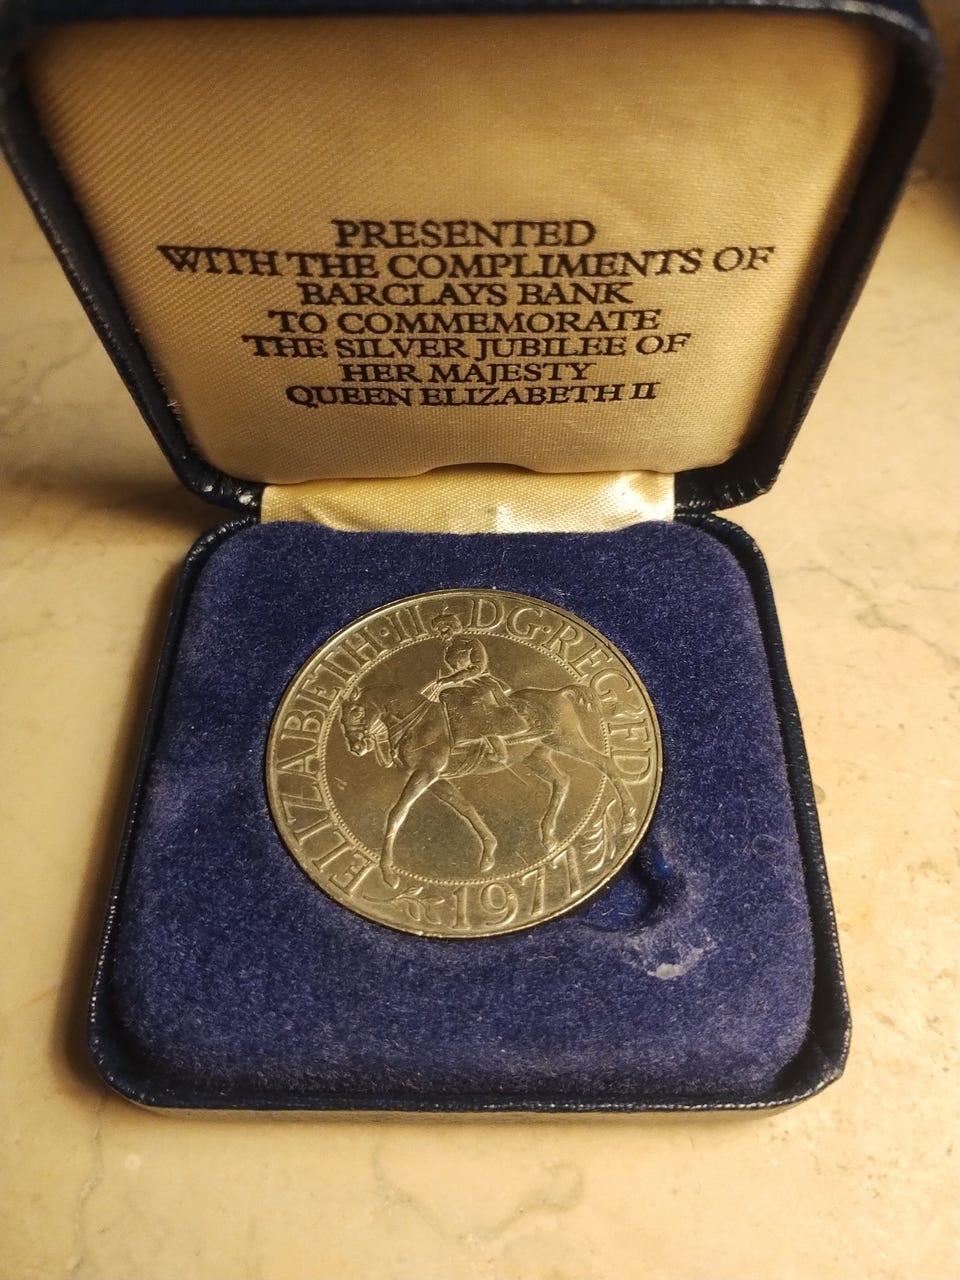 PRESENTED
WITH THE COMPLIMENTS OF
BARCLAYS BANK
TO COMMEMORATE
THE SILVER JUBILEE OF
HER MAJESTY
QUEEN ELIZABETH II
ELIZABETH·II DG·REG FD
1977